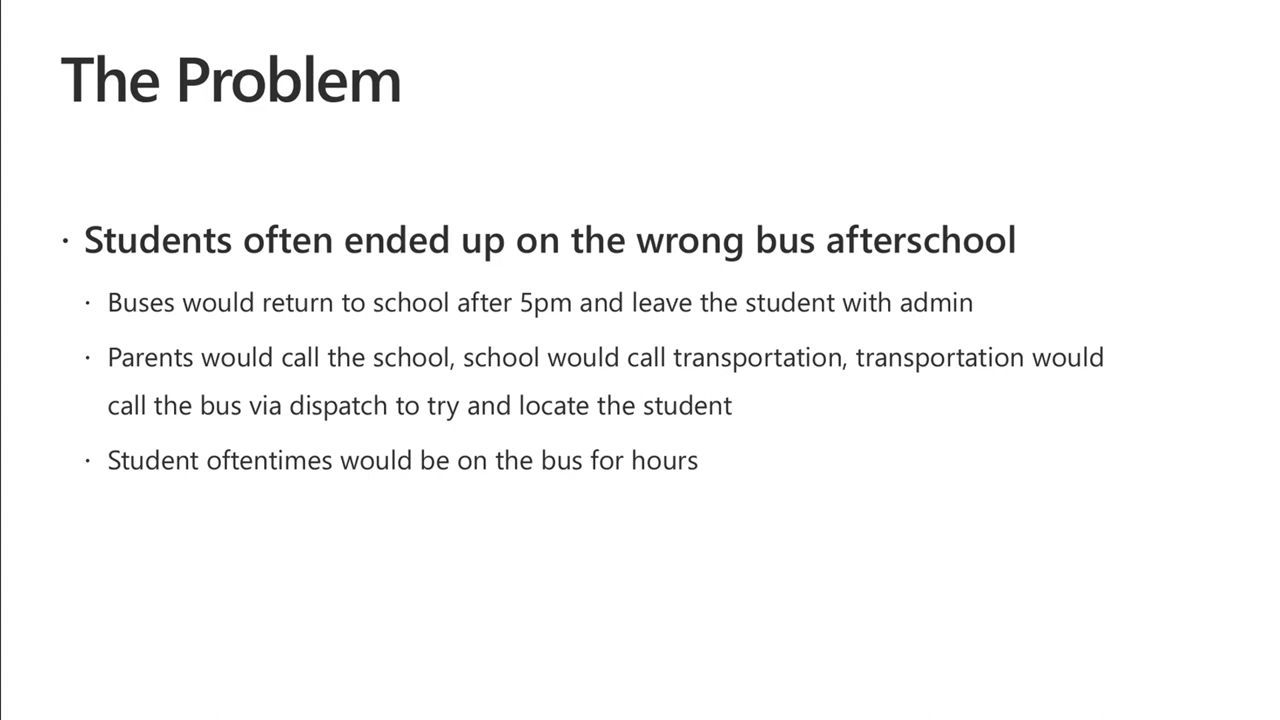 The Problem
· Students often ended up on the wrong bus afterschool
· Buses would return to school after 5pm and leave the student with admin
· Parents would call the school, school would call transportation, transportation would
call the bus via dispatch to try and locate the student
· Student oftentimes would be on the bus for hours